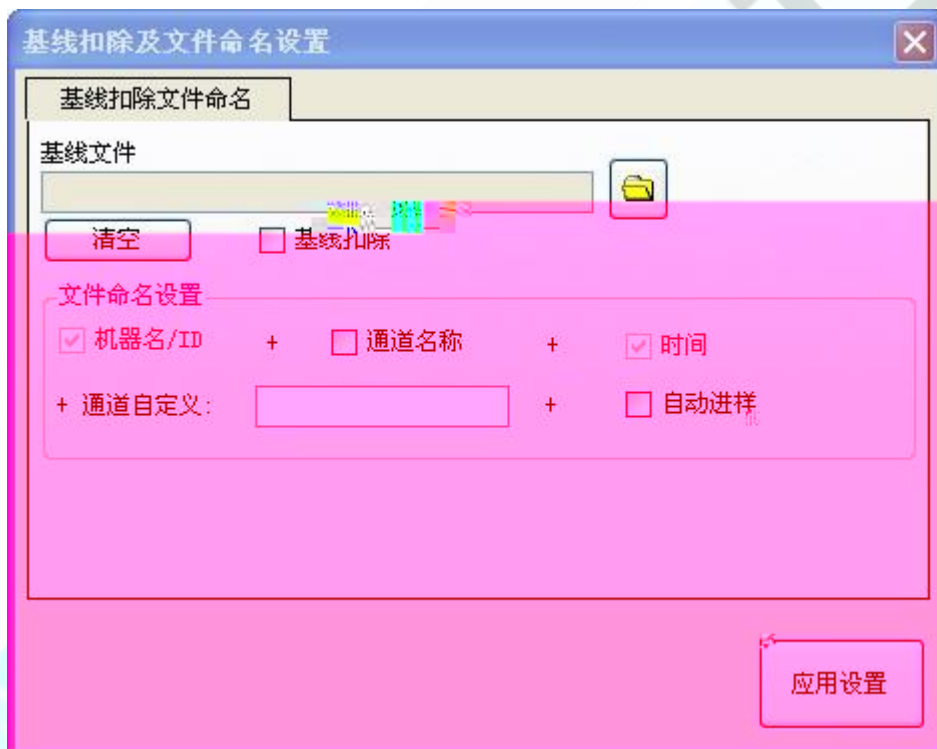 基线扣除及文件命名设置
基线扣除文件命名
基线文件
清空 基线扣除
文件命名设置
机器名/ID + 通道名称 + 时间
+ 通道自定义: + 自动进样
应用设置